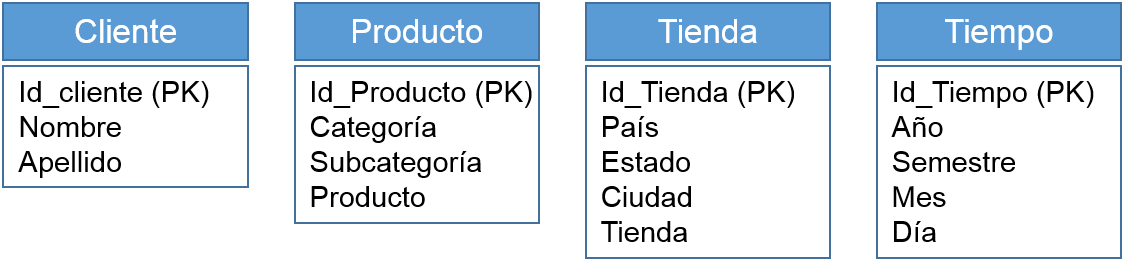 Cliente
Id_cliente (PK)
Nombre
Apellido
Producto
Id_Producto (PK)
Categoría
Subcategoría
Producto
Tienda
Id_Tienda (PK)
País
Estado
Ciudad
Tienda
Tiempo
Id_Tiempo (PK)
Año
Semestre
Mes
Día